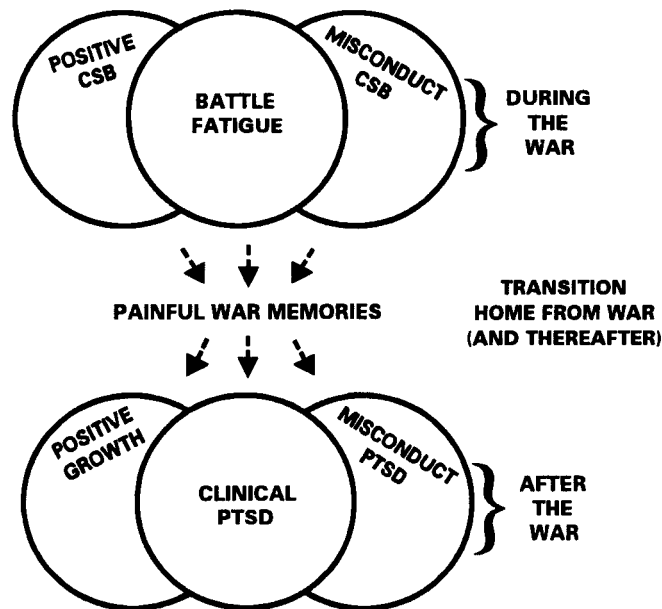 POSITIVE
CSB
BATTLE
FATIGUE
MISCONDUCT
CSB
DURING
THE
WAR
PAINFUL WAR MEMORIES
TRANSITION
HOME FROM WAR
(AND THEREAFTER)
POSITIVE
GROWTH
CLINICAL
PTSD
MISCONDUCT
PTSD
AFTER
THE
WAR